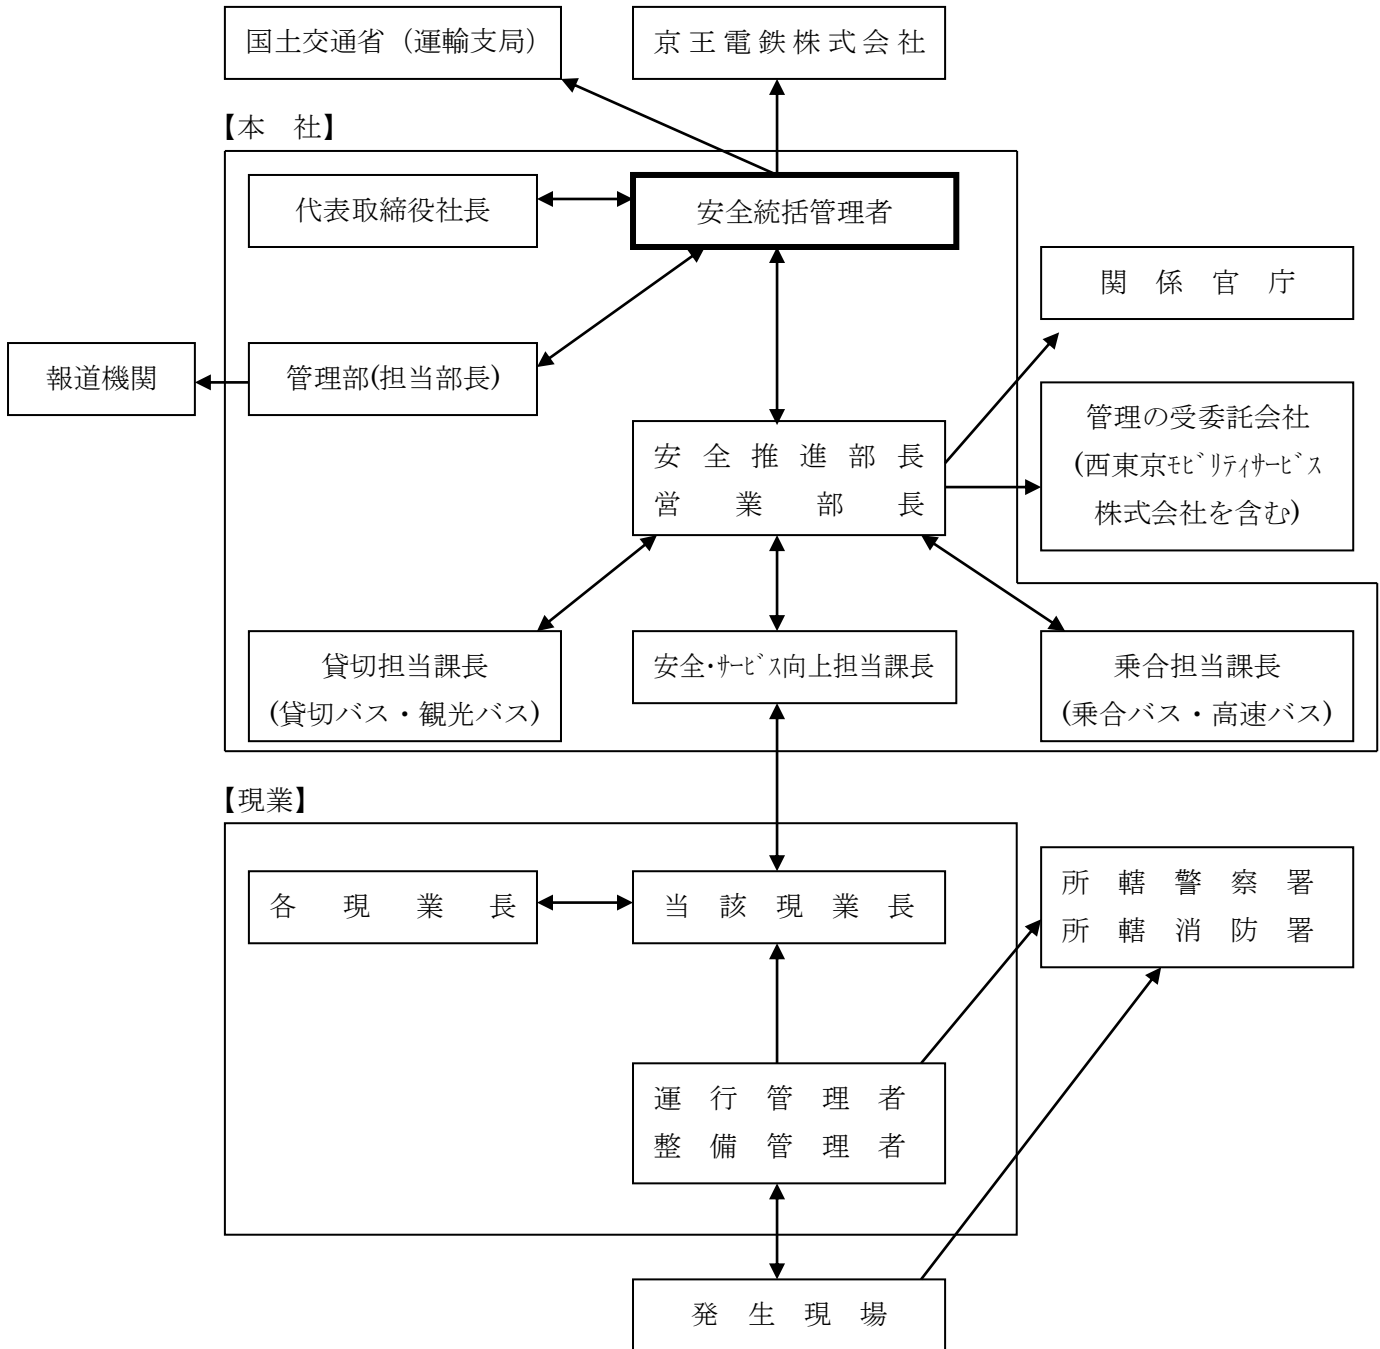 国土交通省（運輸支局）
京王電鉄株式会社
【本　社】
代表取締役社長
安全統括管理者
関係官庁
報道機関
管理部(担当部長)
管理の受委託会社
(西東京ﾓﾋﾞﾘﾃｨｻｰﾋﾞｽ
株式会社を含む)
安全推進部長
営業部長
貸切担当課長
(貸切バス・観光バス)
安全・ｻｰﾋﾞｽ向上担当課長
乗合担当課長
(乗合バス・高速バス)
【現業】
各現業長
当該現業長
所轄警察署
所轄消防署
運行管理者
整備管理者
発生現場